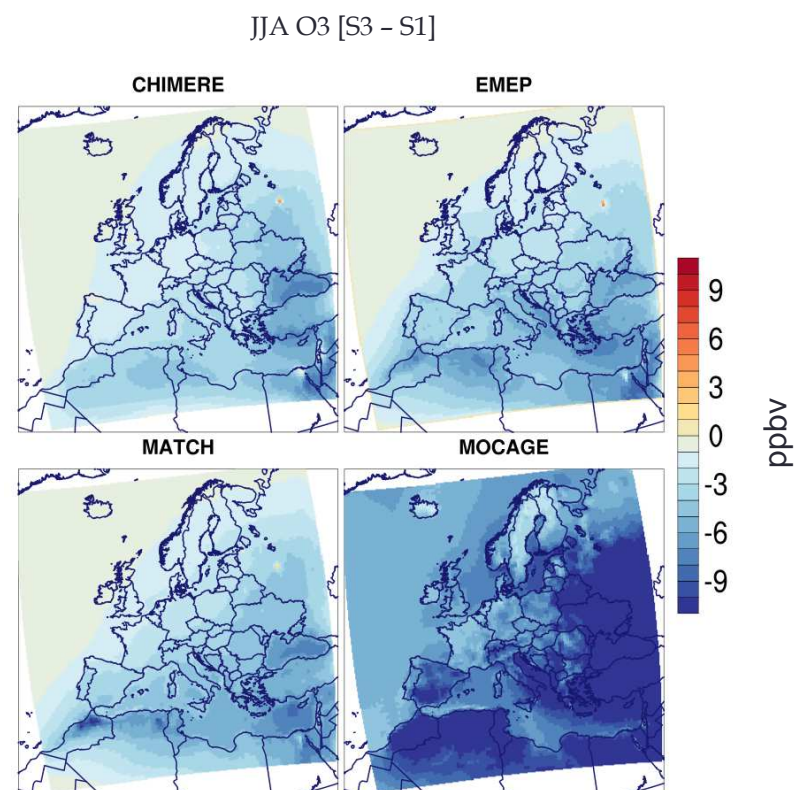 JJA O3 [S3 – S1]
CHIMERE
EMEP
MATCH
MOCAGE
9
6
3
0
-3
-6
-9
ppbv